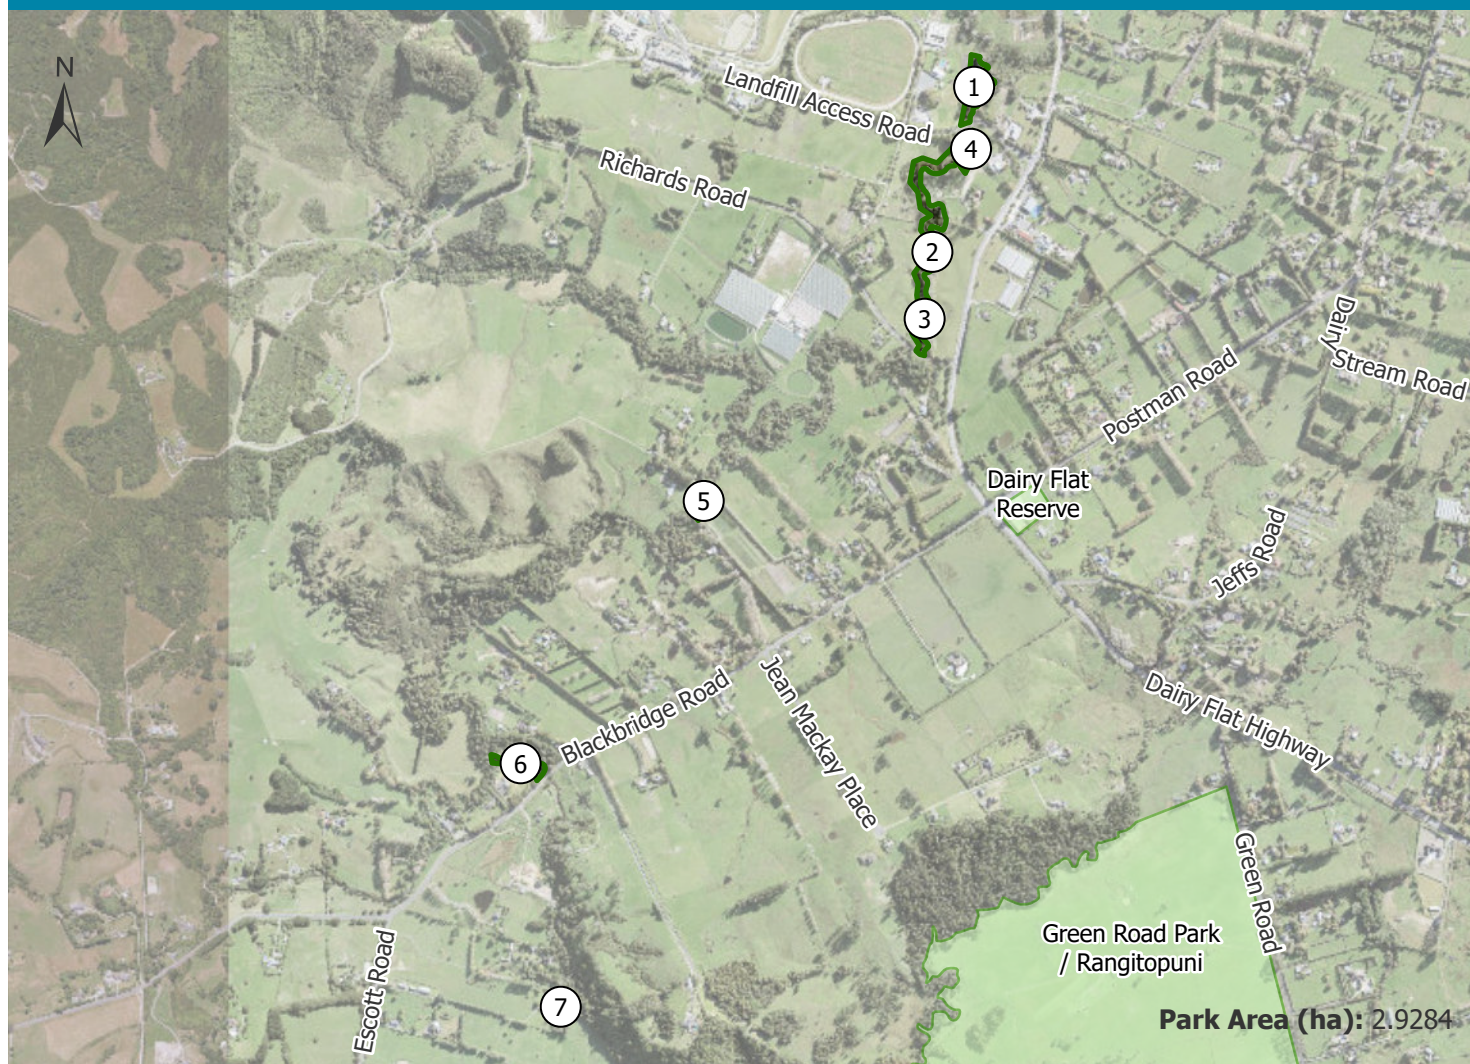 N
1
Landfill Access Road
4
Richards Road
2
3
Dairy
Stream Road
Postman Road
Dairy Flat
Reserve
5
Jeffs Road
Jean Mackay Place
Blackbridge Road
Dairy Flat Highway
6
Green Road
Green Road Park
/ Rangitopuni
Escott Road
7
Park Area (ha): 2.9284